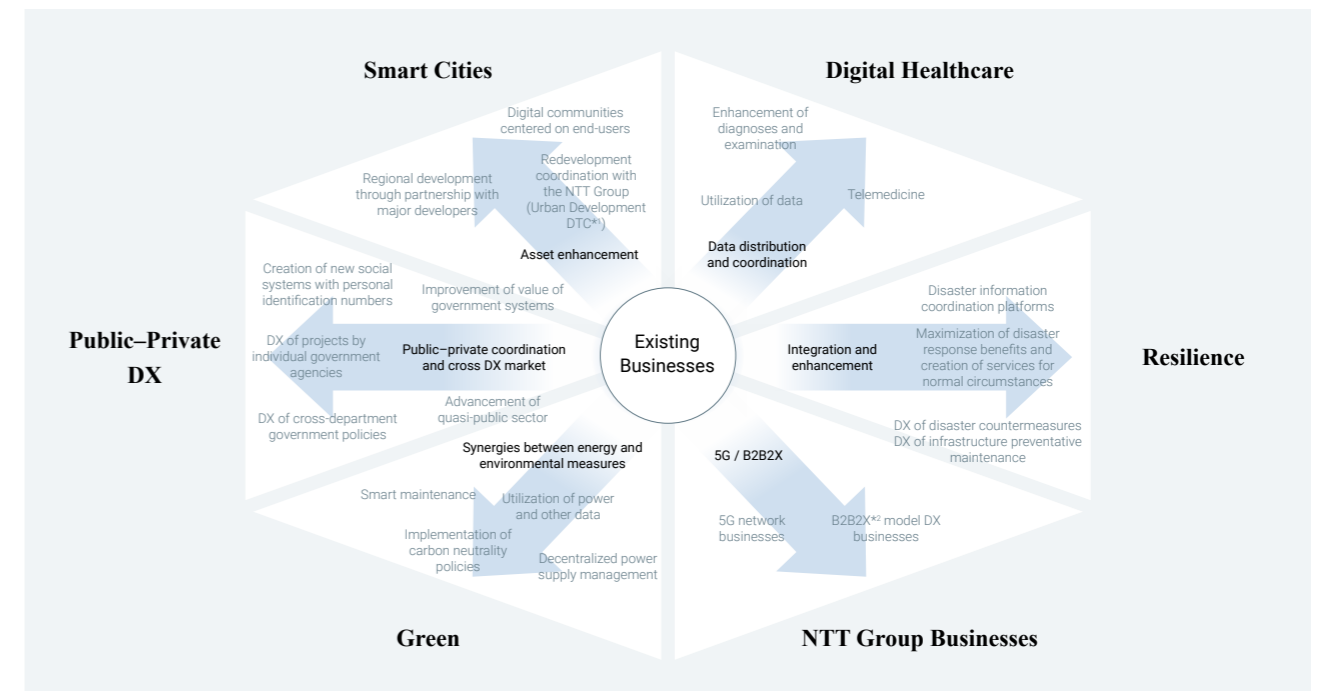 Smart Cities
Digital communities
centered on end-users
Redevelopment
coordination with
the NTT Group
(Urban Development
DTC*¹)
Regional development
through partnership with
major developers
Asset enhancement
Digital Healthcare
Enhancement of
diagnoses and
examination
Utilization of data
Telemedicine
Data distribution
and coordination
Public–Private
DX
Creation of new social
systems with personal
identification numbers
Improvement of value of
government systems
DX of projects by
individual government
agencies
Public–private coordination
and cross DX market
DX of cross-department
government policies
Advancement of
quasi-public sector
Existing
Businesses
Resilience
Disaster information
coordination platforms
Integration and
enhancement
Maximization of disaster
response benefits and
creation of services for
normal circumstances
DX of disaster countermeasures
DX of infrastructure preventative
maintenance
Green
Synergies between energy and
environmental measures
Smart maintenance
Utilization of power
and other data
Implementation of
carbon neutrality
policies
Decentralized power
supply management
NTT Group Businesses
5G / B2B2X
5G network
businesses
B2B2X*² model DX
businesses